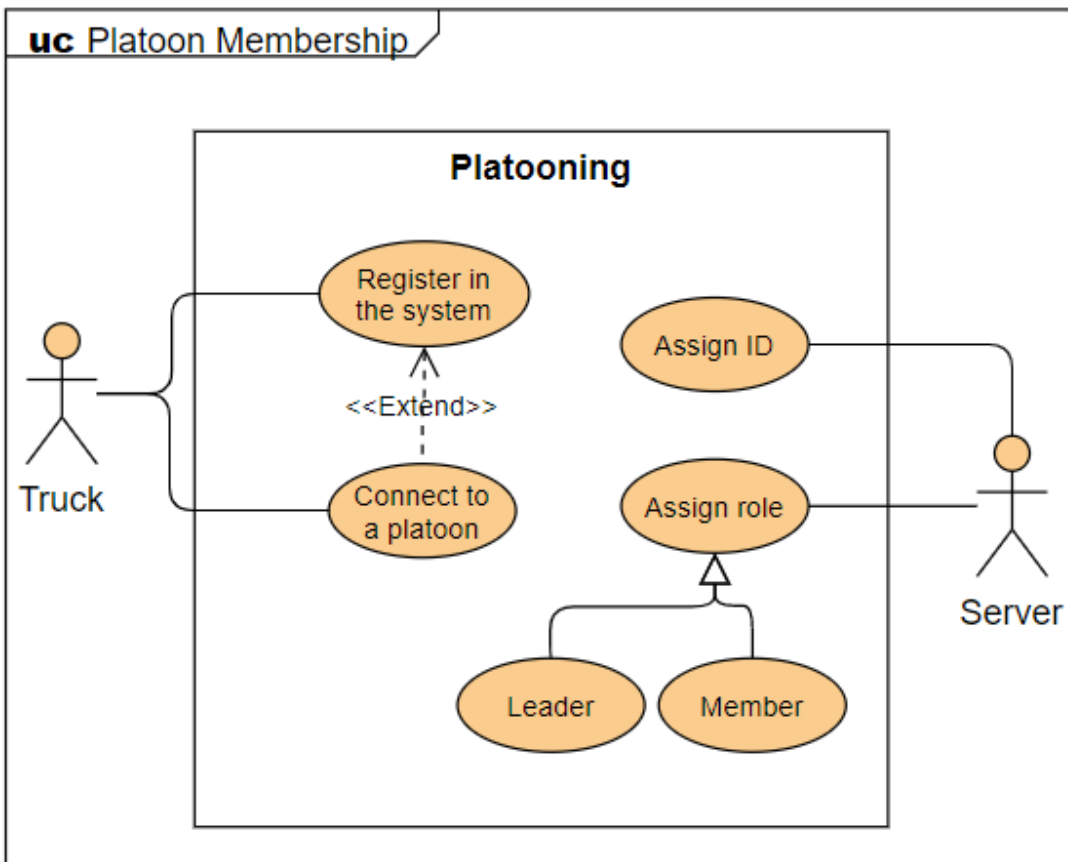 uc Platoon Membership
Platooning
Register in
the system
Assign ID
<<Extend>>
Truck
Connect to
a platoon
Assign role
Server
Leader
Member